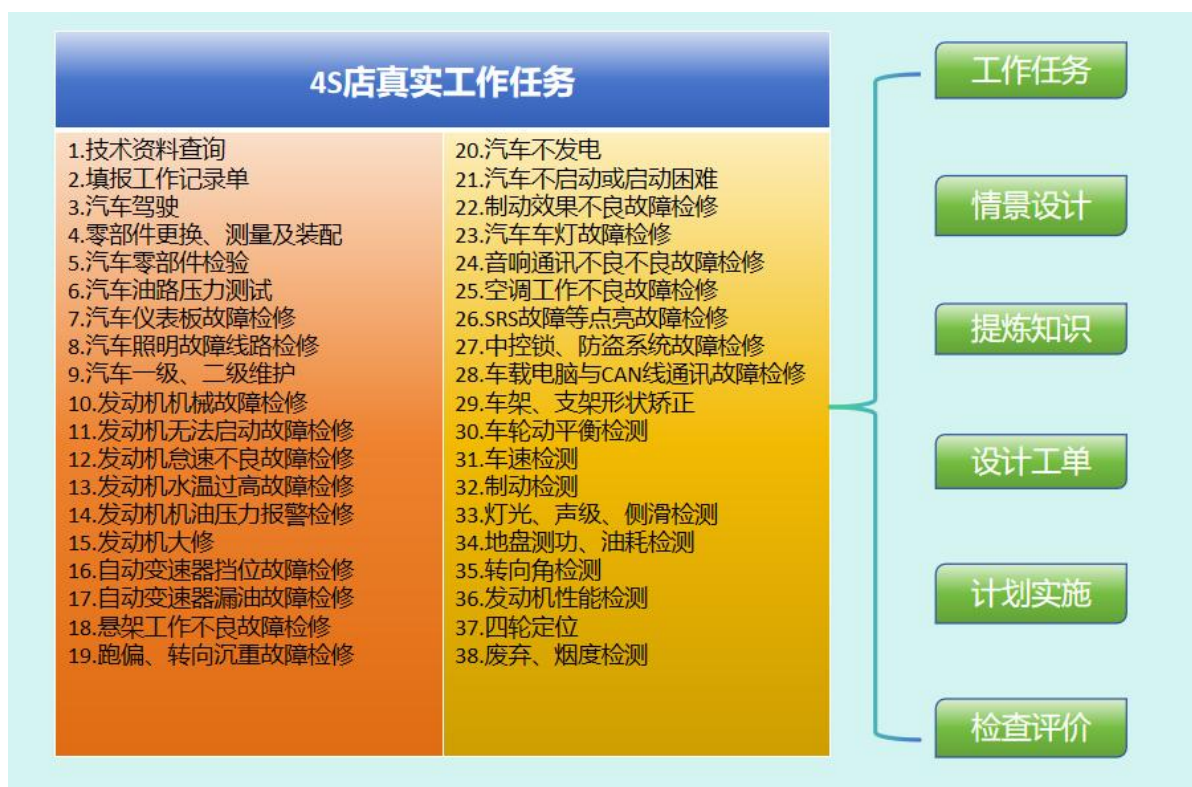 4S店真实工作任务
1.技术资料查询
2.填报工作记录单
3.汽车驾驶
4.零部件更换、测量及装配
5.汽车零部件检验
6.汽车油路压力测试
7.汽车仪表板故障检修
8.汽车照明故障线路检修
9.汽车一级、二级维护
10.发动机机械故障检修
11.发动机无法启动故障检修
12.发动机怠速不良故障检修
13.发动机水温过高故障检修
14.发动机机油压力报警检修
15.发动机大修
16.自动变速器挡位故障检修
17.自动变速器漏油故障检修
18.悬架工作不良故障检修
19.跑偏、转向沉重故障检修
20.汽车不发电
21.汽车不启动或启动困难
22.制动效果不良故障检修
23.汽车车灯故障检修
24.音响通讯不良不良故障检修
25.空调工作不良故障检修
26.SRS故障等点亮故障检修
27.中控锁、防盗系统故障检修
28.车载电脑与CAN线通讯故障检修
29.车架、支架形状矫正
30.车轮动平衡检测
31.车速检测
32.制动检测
33.灯光、声级、侧滑检测
34.地盘测功、油耗检测
35.转向角检测
36.发动机性能检测
37.四轮定位
38.废弃、烟度检测
工作任务
情景设计
提炼知识
设计工单
计划实施
检查评价